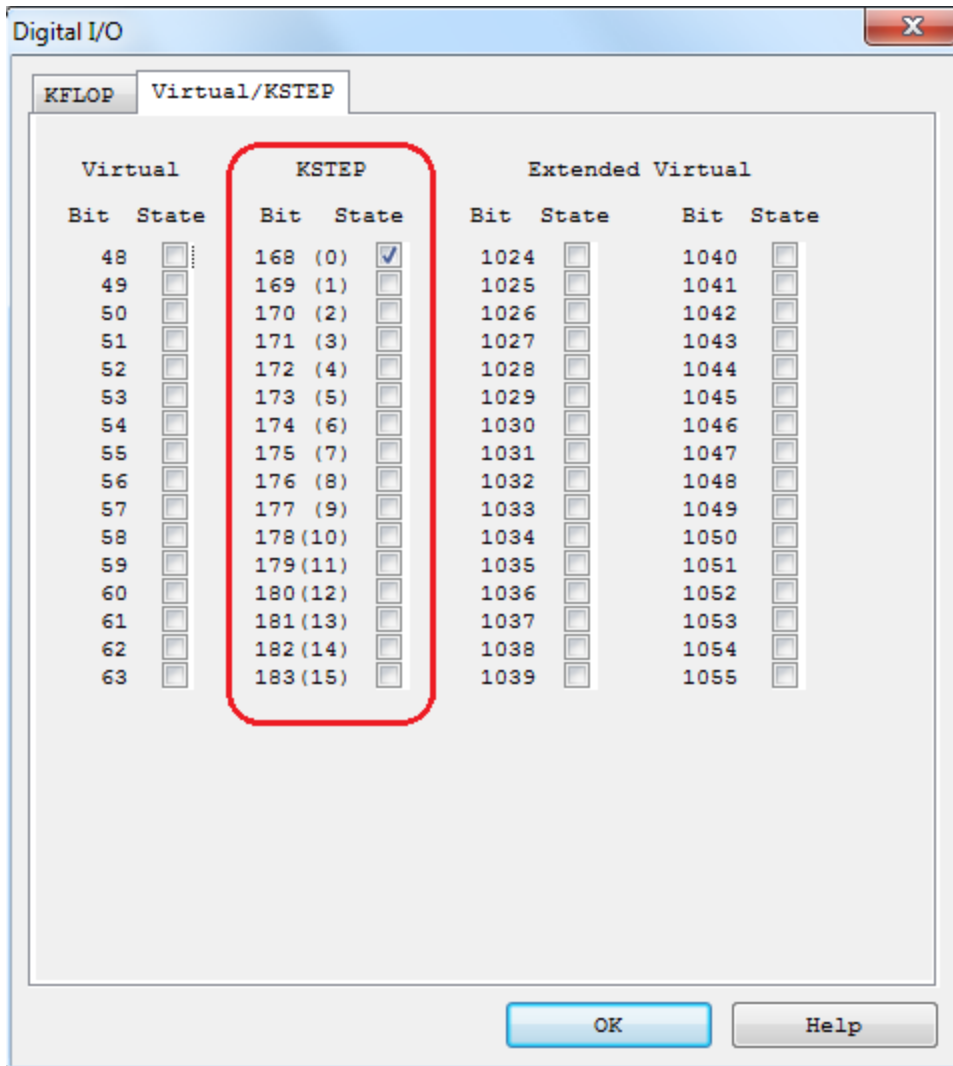 Digital I/O
KFLOP Virtual/KSTEP
Virtual KSTEP Extended Virtual
Bit State Bit State Bit State Bit State
48 168 (0) 1024 1040
49 169 (1) 1025 1041
50 170 (2) 1026 1042
51 171 (3) 1027 1043
52 172 (4) 1028 1044
53 173 (5) 1029 1045
54 174 (6) 1030 1046
55 175 (7) 1031 1047
56 176 (8) 1032 1048
57 177 (9) 1033 1049
58 178(10) 1034 1050
59 179(11) 1035 1051
60 180(12) 1036 1052
61 181(13) 1037 1053
62 182(14) 1038 1054
63 183(15) 1039 1055
OK Help